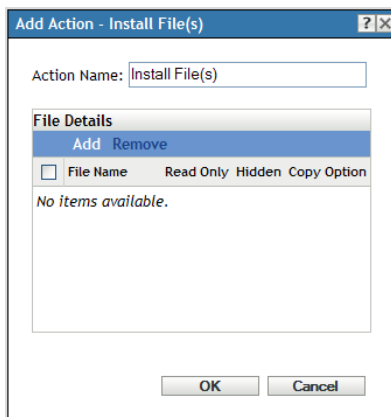 Add Action - Install File(s) ? X
Action Name: Install File(s)
File Details
Add Remove
File Name Read Only Hidden Copy Option
No items available.
OK Cancel